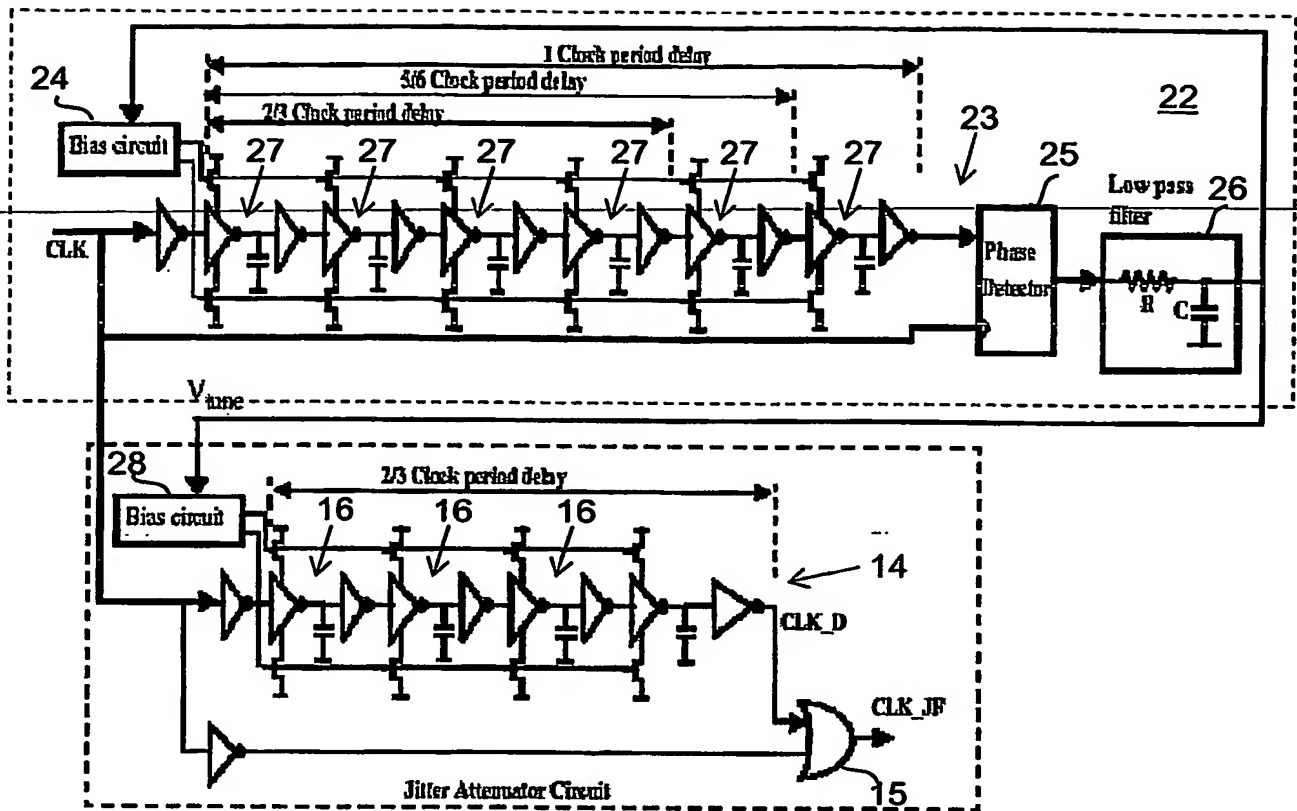 1 Clock period delay
5/6 Clock period delay
2/3 Clock period delay
24
22
Bias circuit
27 27 27 27 27 27
23
25
Low pass
filter
26
CLK
Phase
Detector
R
C
V tune
28
2/3 Clock period delay
Bias circuit
16 16 16
14
CLK_D
CLK_JF
15
Jitter Attenuator Circuit